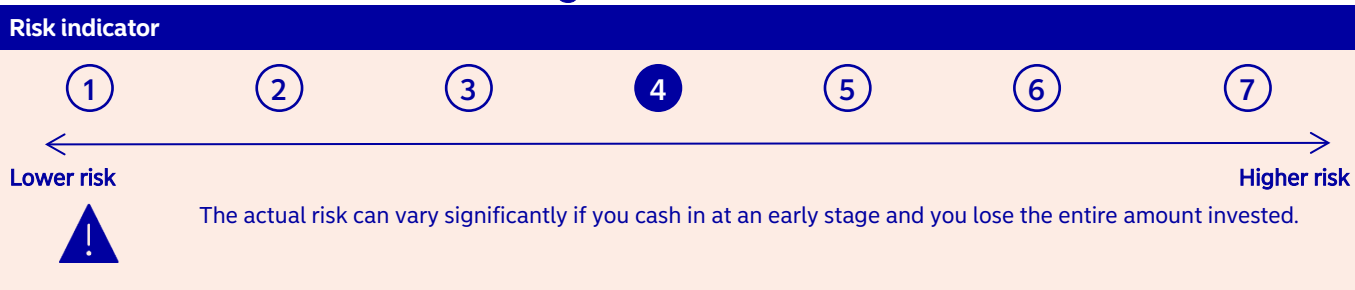 Risk indicator
1 2 3 4 5 6 7
Lower risk Higher risk
! The actual risk can vary significantly if you cash in at an early stage and you lose the entire amount invested.